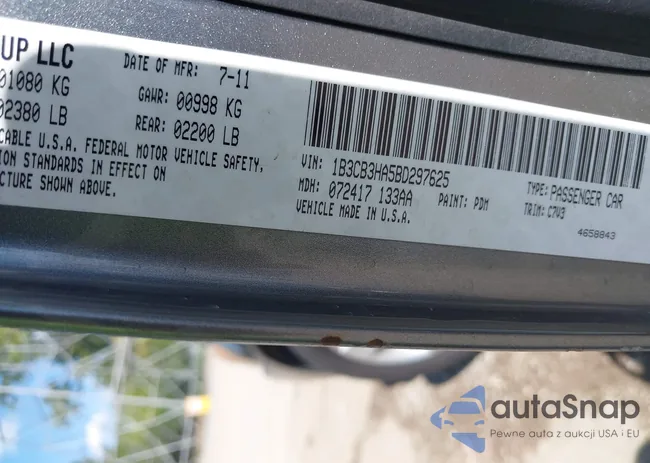 UP LLC
DATE OF MFR: 7-11
01080 KG
GAWR: 00998 KG
02380 LB
REAR: 02200 LB
CABLE U.S.A. FEDERAL MOTOR VEHICLE SAFETY,
ION STANDARDS IN EFFECT ON
CTURE SHOWN ABOVE.
VIN: 1B3CB3HA5BD297625
TYPE: PASSENGER CAR
MDH: 072417 133AA
PAINT: PDM
TRIM: C7V3
VEHICLE MADE IN U.S.A.
4658843
autaSnap
Pewne auta z aukcji USA i EU